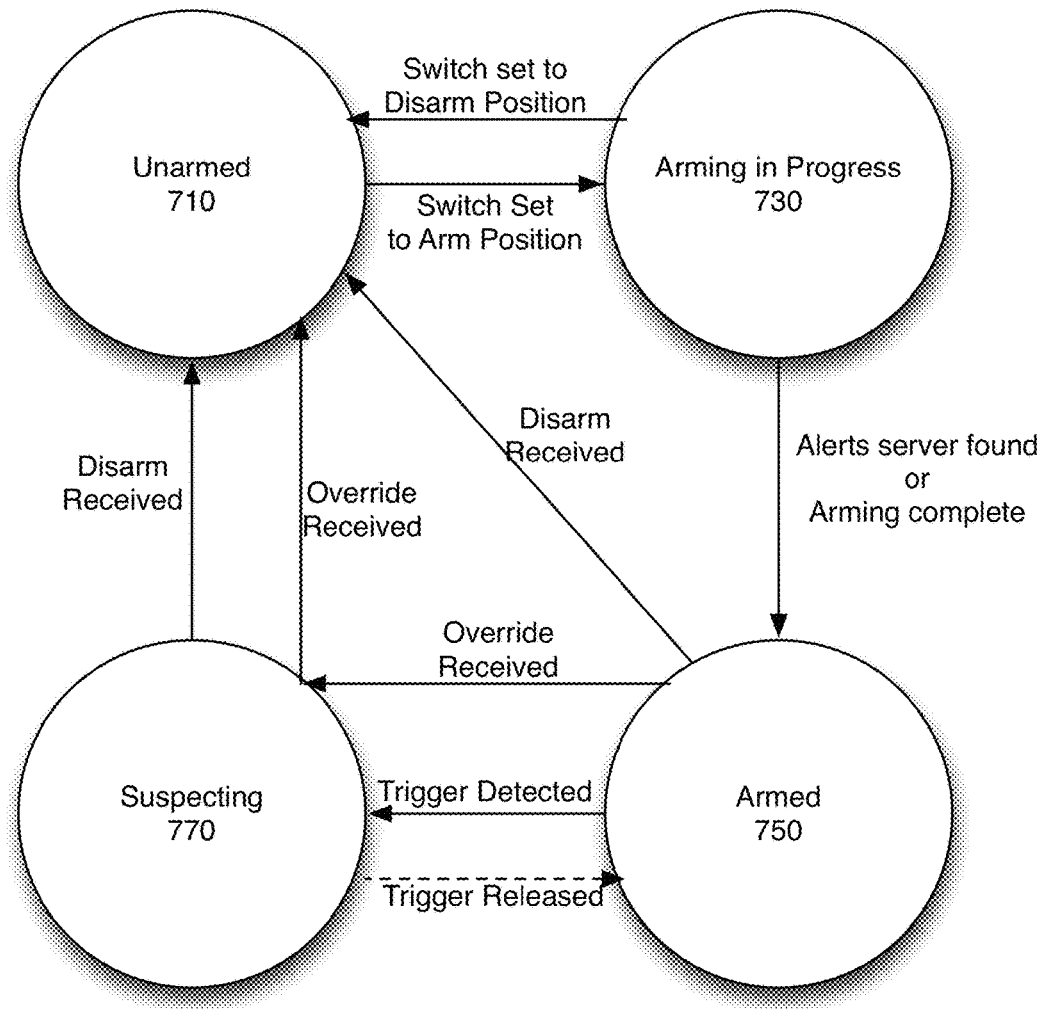 Switch set to
Disarm Position
Unarmed
710
Arming in Progress
730
Switch Set
to Arm Position
Disarm
Received
Alerts server found
or
Arming complete
Disarm
Received
Override
Received
Override
Received
Suspecting
770
Trigger Detected
Armed
750
Trigger Released